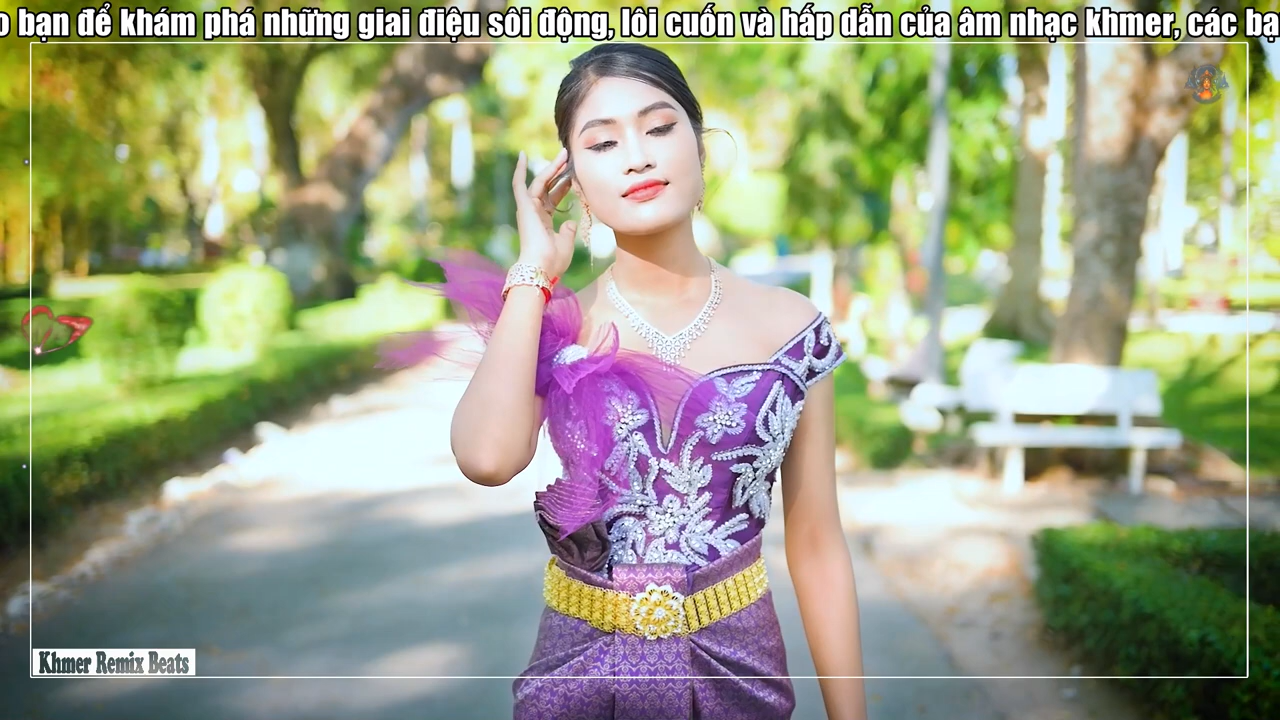 bạn để khám phá những giai điệu sôi động, lôi cuốn và hấp dẫn của âm nhạc khmer, các
Khmer Remix Beats